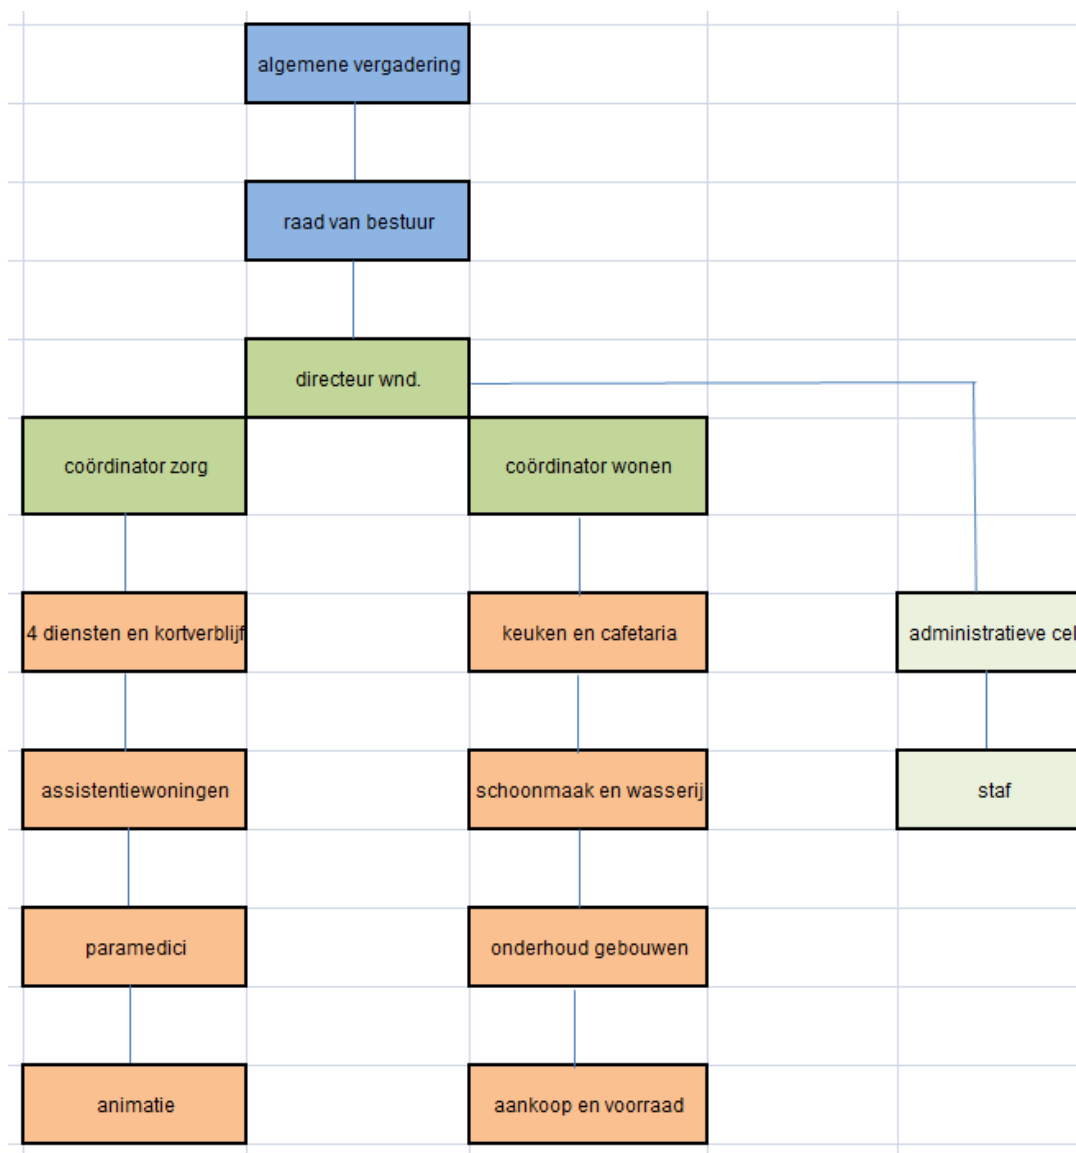 algemene vergadering
raad van bestuur
directeur wnd.
coördinator zorg
coördinator wonen
4 diensten en kortverblijf
keuken en cafetaria
administratieve cel
assistentiewoningen
schoonmaak en wasserij
staf
paramedici
onderhoud gebouwen
animatie
aankoop en voorraad